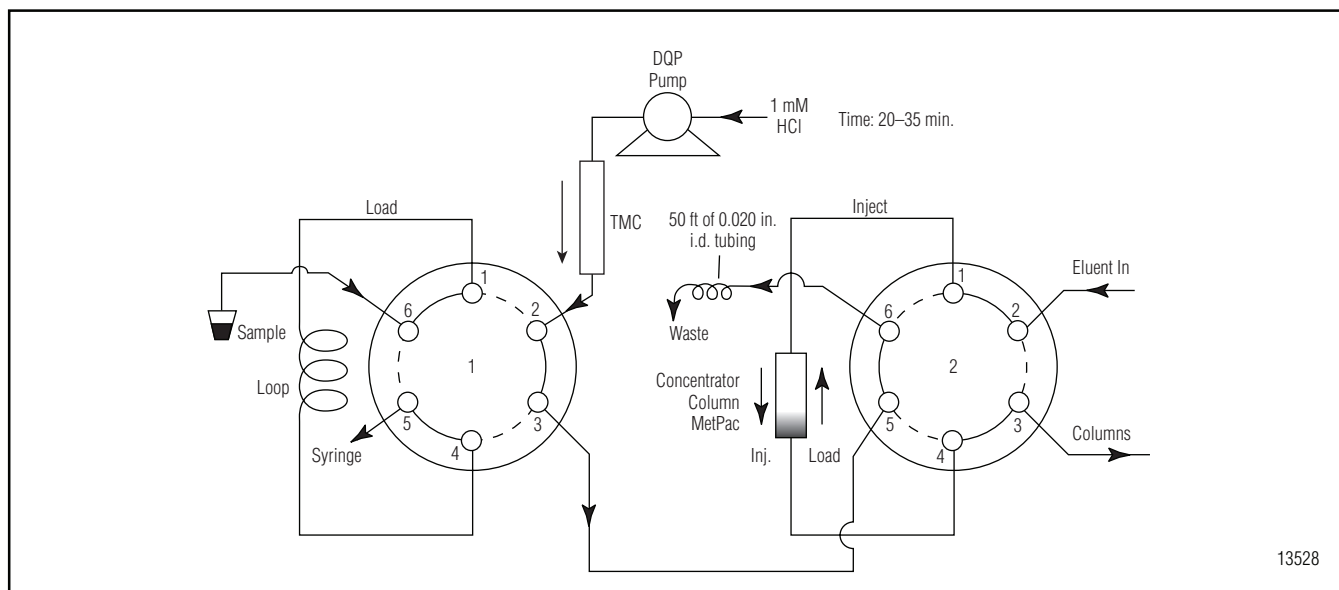 DQP
Pump
1 mM
HCl
Time: 20–35 min.
TMC
Load
Sample
Loop
Syringe
1
2
3
4
5
6
1
50 ft of 0.020 in.
i.d. tubing
Waste
Inject
Eluent In
Concentrator
Column
MetPac
Inj.
Load
Columns
1
2
3
4
5
6
2
13528